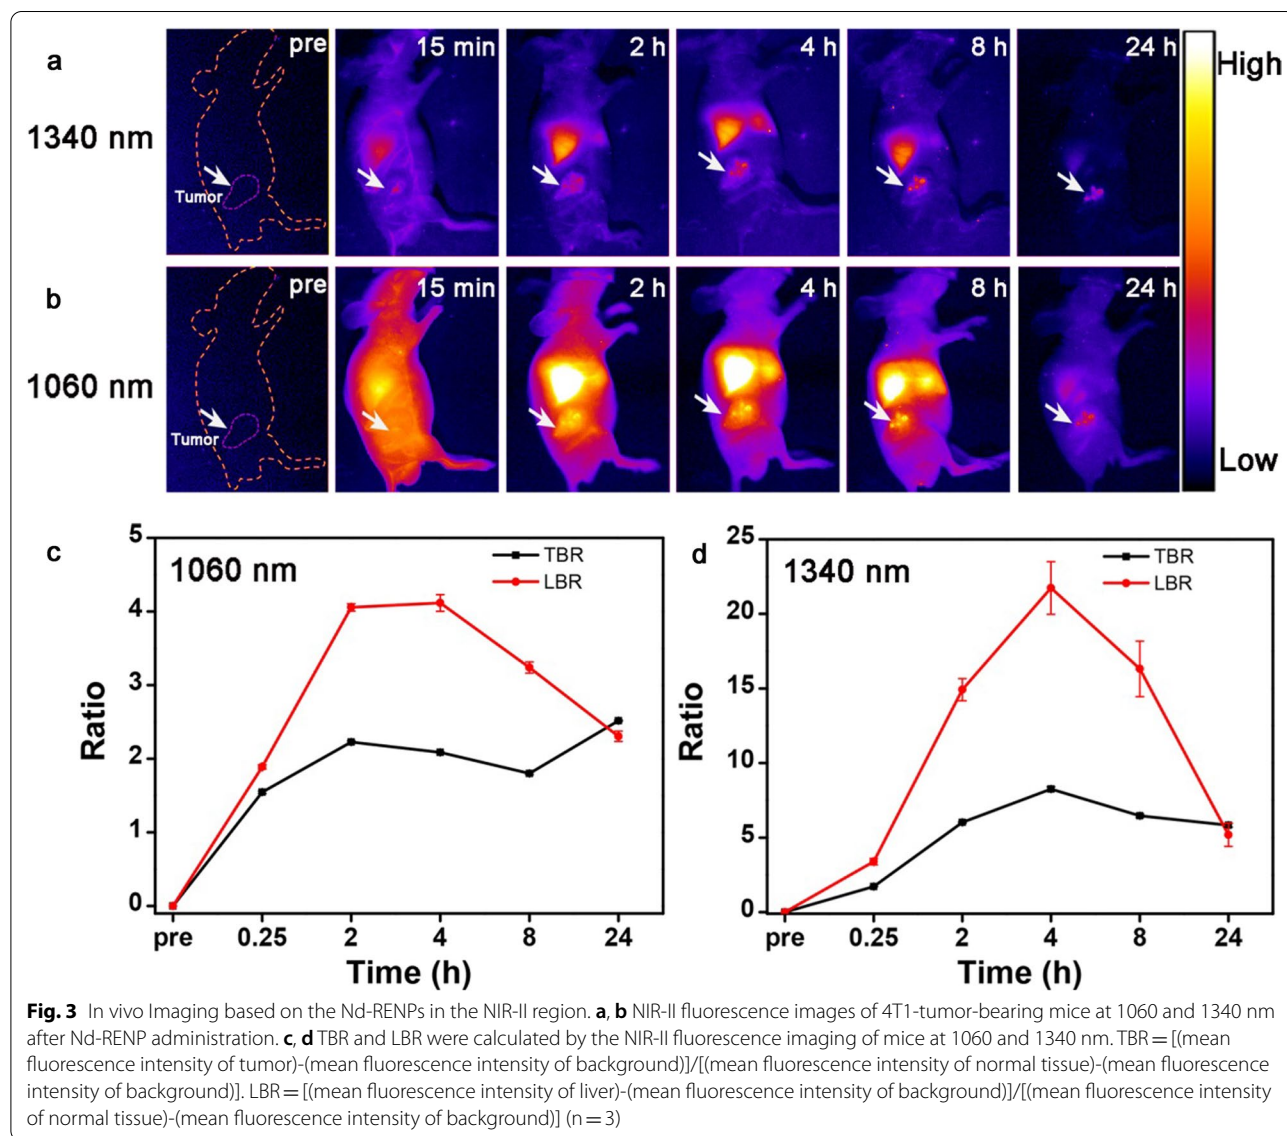 a
pre
15 min
2 h
4 h
8 h
24 h
High
1340 nm
Tumor
b
pre
15 min
2 h
4 h
8 h
24 h
1060 nm
Tumor
Low
c
5
4
3
2
1
0
Ratio
1060 nm
TBR
LBR
pre
0.25
2
4
8
24
Time (h)
d
25
20
15
10
5
0
Ratio
1340 nm
TBR
LBR
pre
0.25
2
4
8
24
Time (h)
Fig. 3 In vivo Imaging based on the Nd-RENPs in the NIR-II region. a, b NIR-II fluorescence images of 4T1-tumor-bearing mice at 1060 and 1340 nm
after Nd-RENP administration. c, d TBR and LBR were calculated by the NIR-II fluorescence imaging of mice at 1060 and 1340 nm. TBR = [(mean
fluorescence intensity of tumor)-(mean fluorescence intensity of background)]/[(mean fluorescence intensity of normal tissue)-(mean fluorescence
intensity of background)]. LBR = [(mean fluorescence intensity of liver)-(mean fluorescence intensity of background)]/[(mean fluorescence intensity
of normal tissue)-(mean fluorescence intensity of background)] (n = 3)